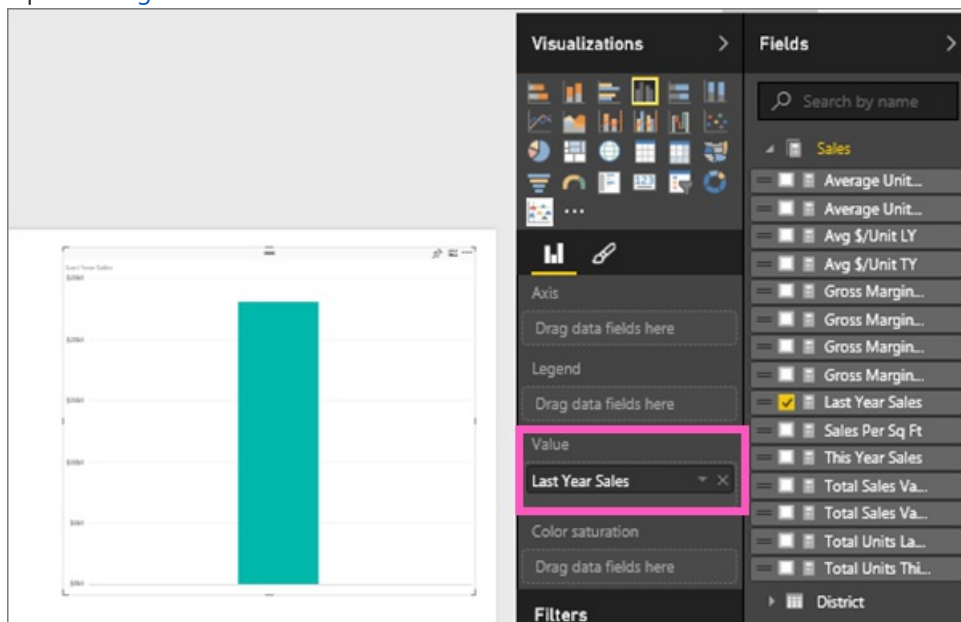 Visualizations
Fields
Search by name
Sales
Average Unit...
Average Unit...
Avg $/Unit LY
Avg $/Unit TY
Gross Margin...
Gross Margin...
Gross Margin...
Gross Margin...
Last Year Sales
Sales Per Sq Ft
This Year Sales
Total Sales Va...
Total Sales Va...
Total Units La...
Total Units Thi...
District
Axis
Drag data fields here
Legend
Drag data fields here
Value
Last Year Sales
Color saturation
Drag data fields here
Filters
Last Year Sales